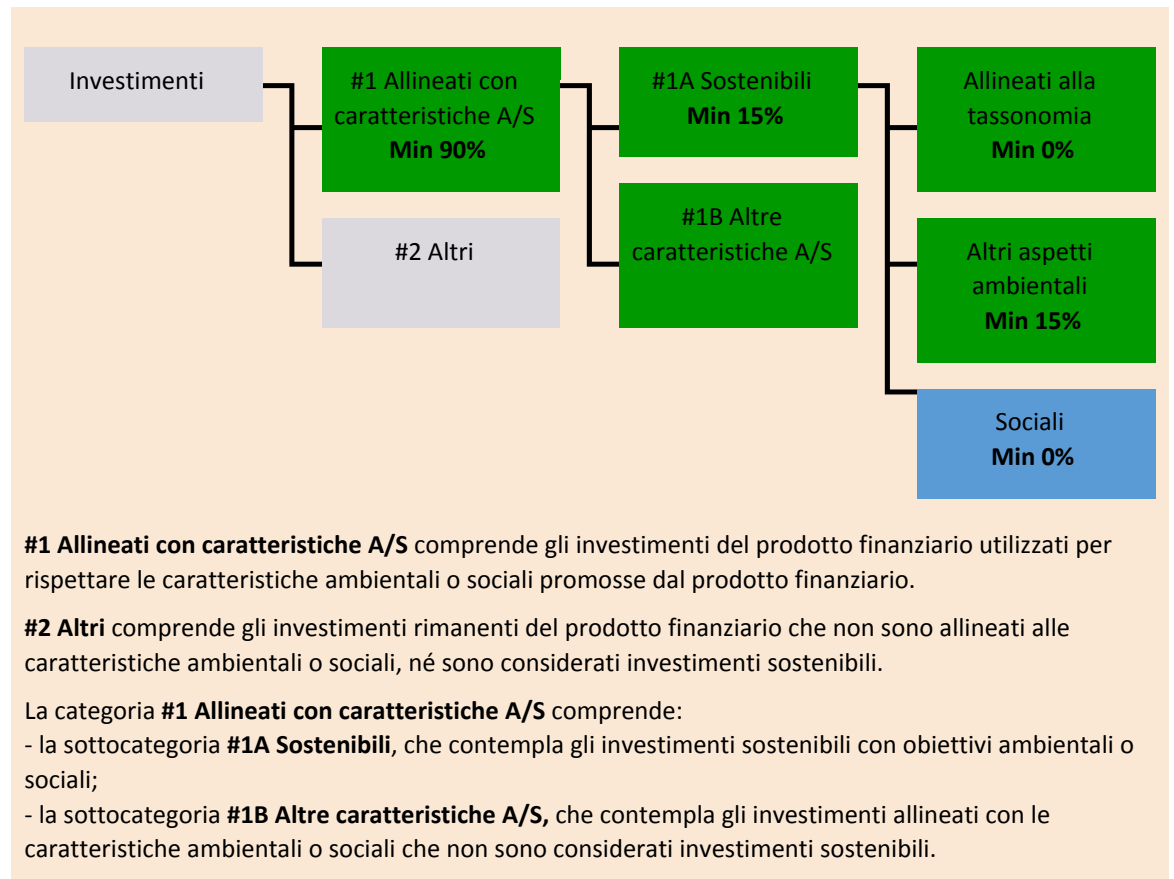 Investimenti
#1 Allineati con
caratteristiche A/S
Min 90%
#2 Altri
#1A Sostenibili
Min 15%
#1B Altre
caratteristiche A/S
Allineati alla
tassonomia
Min 0%
Altri aspetti
ambientali
Min 15%
Sociali
Min 0%
#1 Allineati con caratteristiche A/S comprende gli investimenti del prodotto finanziario utilizzati per
rispettare le caratteristiche ambientali o sociali promosse dal prodotto finanziario.
#2 Altri comprende gli investimenti rimanenti del prodotto finanziario che non sono allineati alle
caratteristiche ambientali o sociali, né sono considerati investimenti sostenibili.
La categoria #1 Allineati con caratteristiche A/S comprende:
- la sottocategoria #1A Sostenibili, che contempla gli investimenti sostenibili con obiettivi ambientali o
sociali;
- la sottocategoria #1B Altre caratteristiche A/S, che contempla gli investimenti allineati con le
caratteristiche ambientali o sociali che non sono considerati investimenti sostenibili.